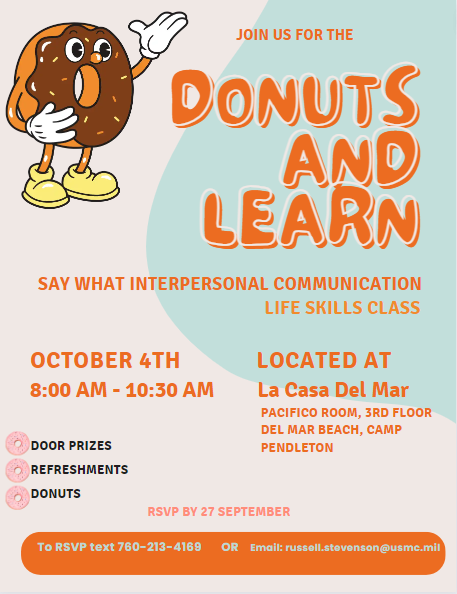 JOIN US FOR THE
DONUTS
AND
LEARN
SAY WHAT INTERPERSONAL COMMUNICATION
LIFE SKILLS CLASS
OCTOBER 4TH
8:00 AM - 10:30 AM
LOCATED AT
La Casa Del Mar
PACIFICO ROOM, 3RD FLOOR
DEL MAR BEACH, CAMP
PENDLETON
DOOR PRIZES
REFRESHMENTS
DONUTS
RSVP BY 27 SEPTEMBER
To RSVP text 760-213-4169 OR Email: russell.stevenson@usmc.mil